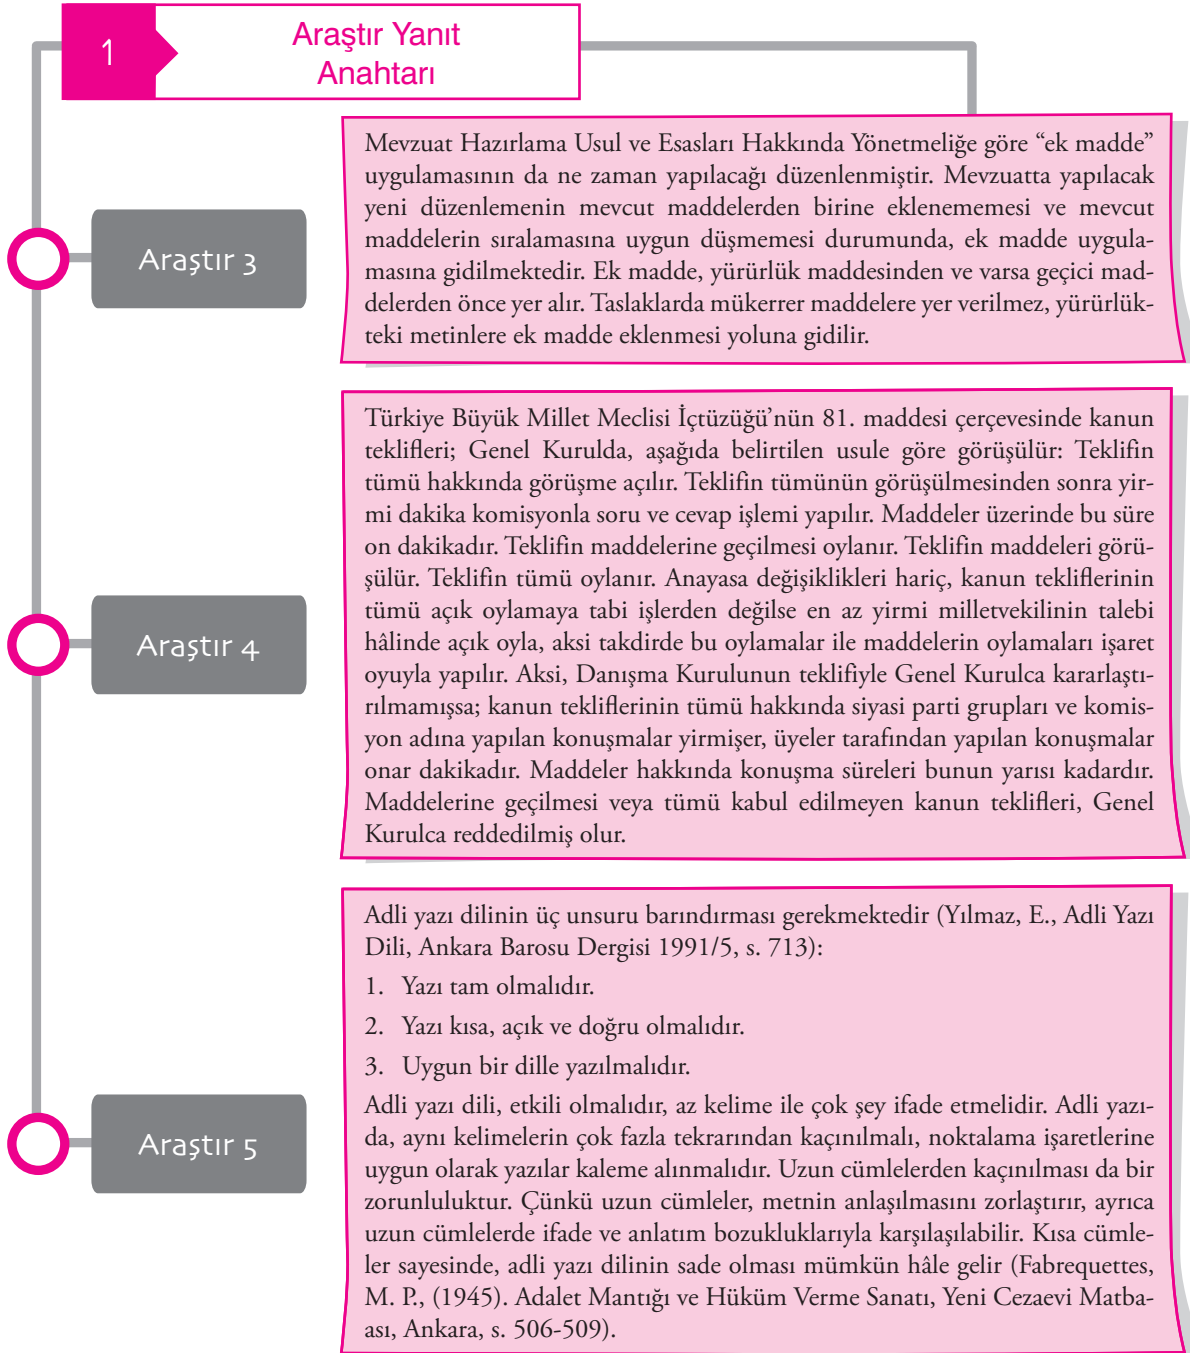 1
Araştır Yanıt
Anahtarı
Araştır 3
Mevzuat Hazırlama Usul ve Esasları Hakkında Yönetmeliğe göre “ek madde”
uygulamasının da ne zaman yapılacağı düzenlenmiştir. Mevzuatta yapılacak
yeni düzenlemenin mevcut maddelerden birine eklenememesi ve mevcut
maddelerin sıralamasına uygun düşmemesi durumunda, ek madde uygula-
masına gidilmektedir. Ek madde, yürürlük maddesinden ve varsa geçici mad-
delerden önce yer alır. Taslaklarda mükerrer maddelere yer verilmez, yürürlük-
teki metinlere ek madde eklenmesi yoluna gidilir.
Araştır 4
Türkiye Büyük Millet Meclisi İçtüzüğü’nün 81. maddesi çerçevesinde kanun
teklifleri; Genel Kurulda, aşağıda belirtilen usule göre görüşülür: Teklifin
tümü hakkında görüşme açılır. Teklifin tümünün görüşülmesinden sonra yir-
mi dakika komisyonla soru ve cevap işlemi yapılır. Maddeler üzerinde bu süre
on dakikadır. Teklifin maddelerine geçilmesi oylanır. Teklifin maddeleri görü-
şülür. Teklifin tümü oylanır. Anayasa değişiklikleri hariç, kanun tekliflerinin
tümü açık oylamaya tabi işlerden değilse en az yirmi milletvekilinin talebi
hâlinde açık oyla, aksi takdirde bu oylamalar ile maddelerin oylamaları işaret
oyuyla yapılır. Aksi, Danışma Kurulunun teklifiyle Genel Kurulca kararlaştı-
rılmamışsa; kanun tekliflerinin tümü hakkında siyasi parti grupları ve komis-
yon adına yapılan konuşmalar yirmişer, üyeler tarafından yapılan konuşmalar
onar dakikadır. Maddeler hakkında konuşma süreleri bunun yarısı kadardır.
Maddelerine geçilmesi veya tümü kabul edilmeyen kanun teklifleri, Genel
Kurulca reddedilmiş olur.
Araştır 5
Adli yazı dilinin üç unsuru barındırması gerekmektedir (Yılmaz, E., Adli Yazı
Dili, Ankara Barosu Dergisi 1991/5, s. 713):
1. Yazı tam olmalıdır.
2. Yazı kısa, açık ve doğru olmalıdır.
3. Uygun bir dille yazılmalıdır.
Adli yazı dili, etkili olmalıdır, az kelime ile çok şey ifade etmelidir. Adli yazı-
da, aynı kelimelerin çok fazla tekrarından kaçınılmalı, noktalama işaretlerine
uygun olarak yazılar kaleme alınmalıdır. Uzun cümlelerden kaçınılması da bir
zorunluluktur. Çünkü uzun cümleler, metnin anlaşılmasını zorlaştırır, ayrıca
uzun cümlelerde ifade ve anlatım bozukluklarıyla karşılaşılabilir. Kısa cümle-
ler sayesinde, adli yazı dilinin sade olması mümkün hâle gelir (Fabrequettes,
M. P., (1945). Adalet Mantığı ve Hüküm Verme Sanatı, Yeni Cezaevi Matba-
ası, Ankara, s. 506-509).